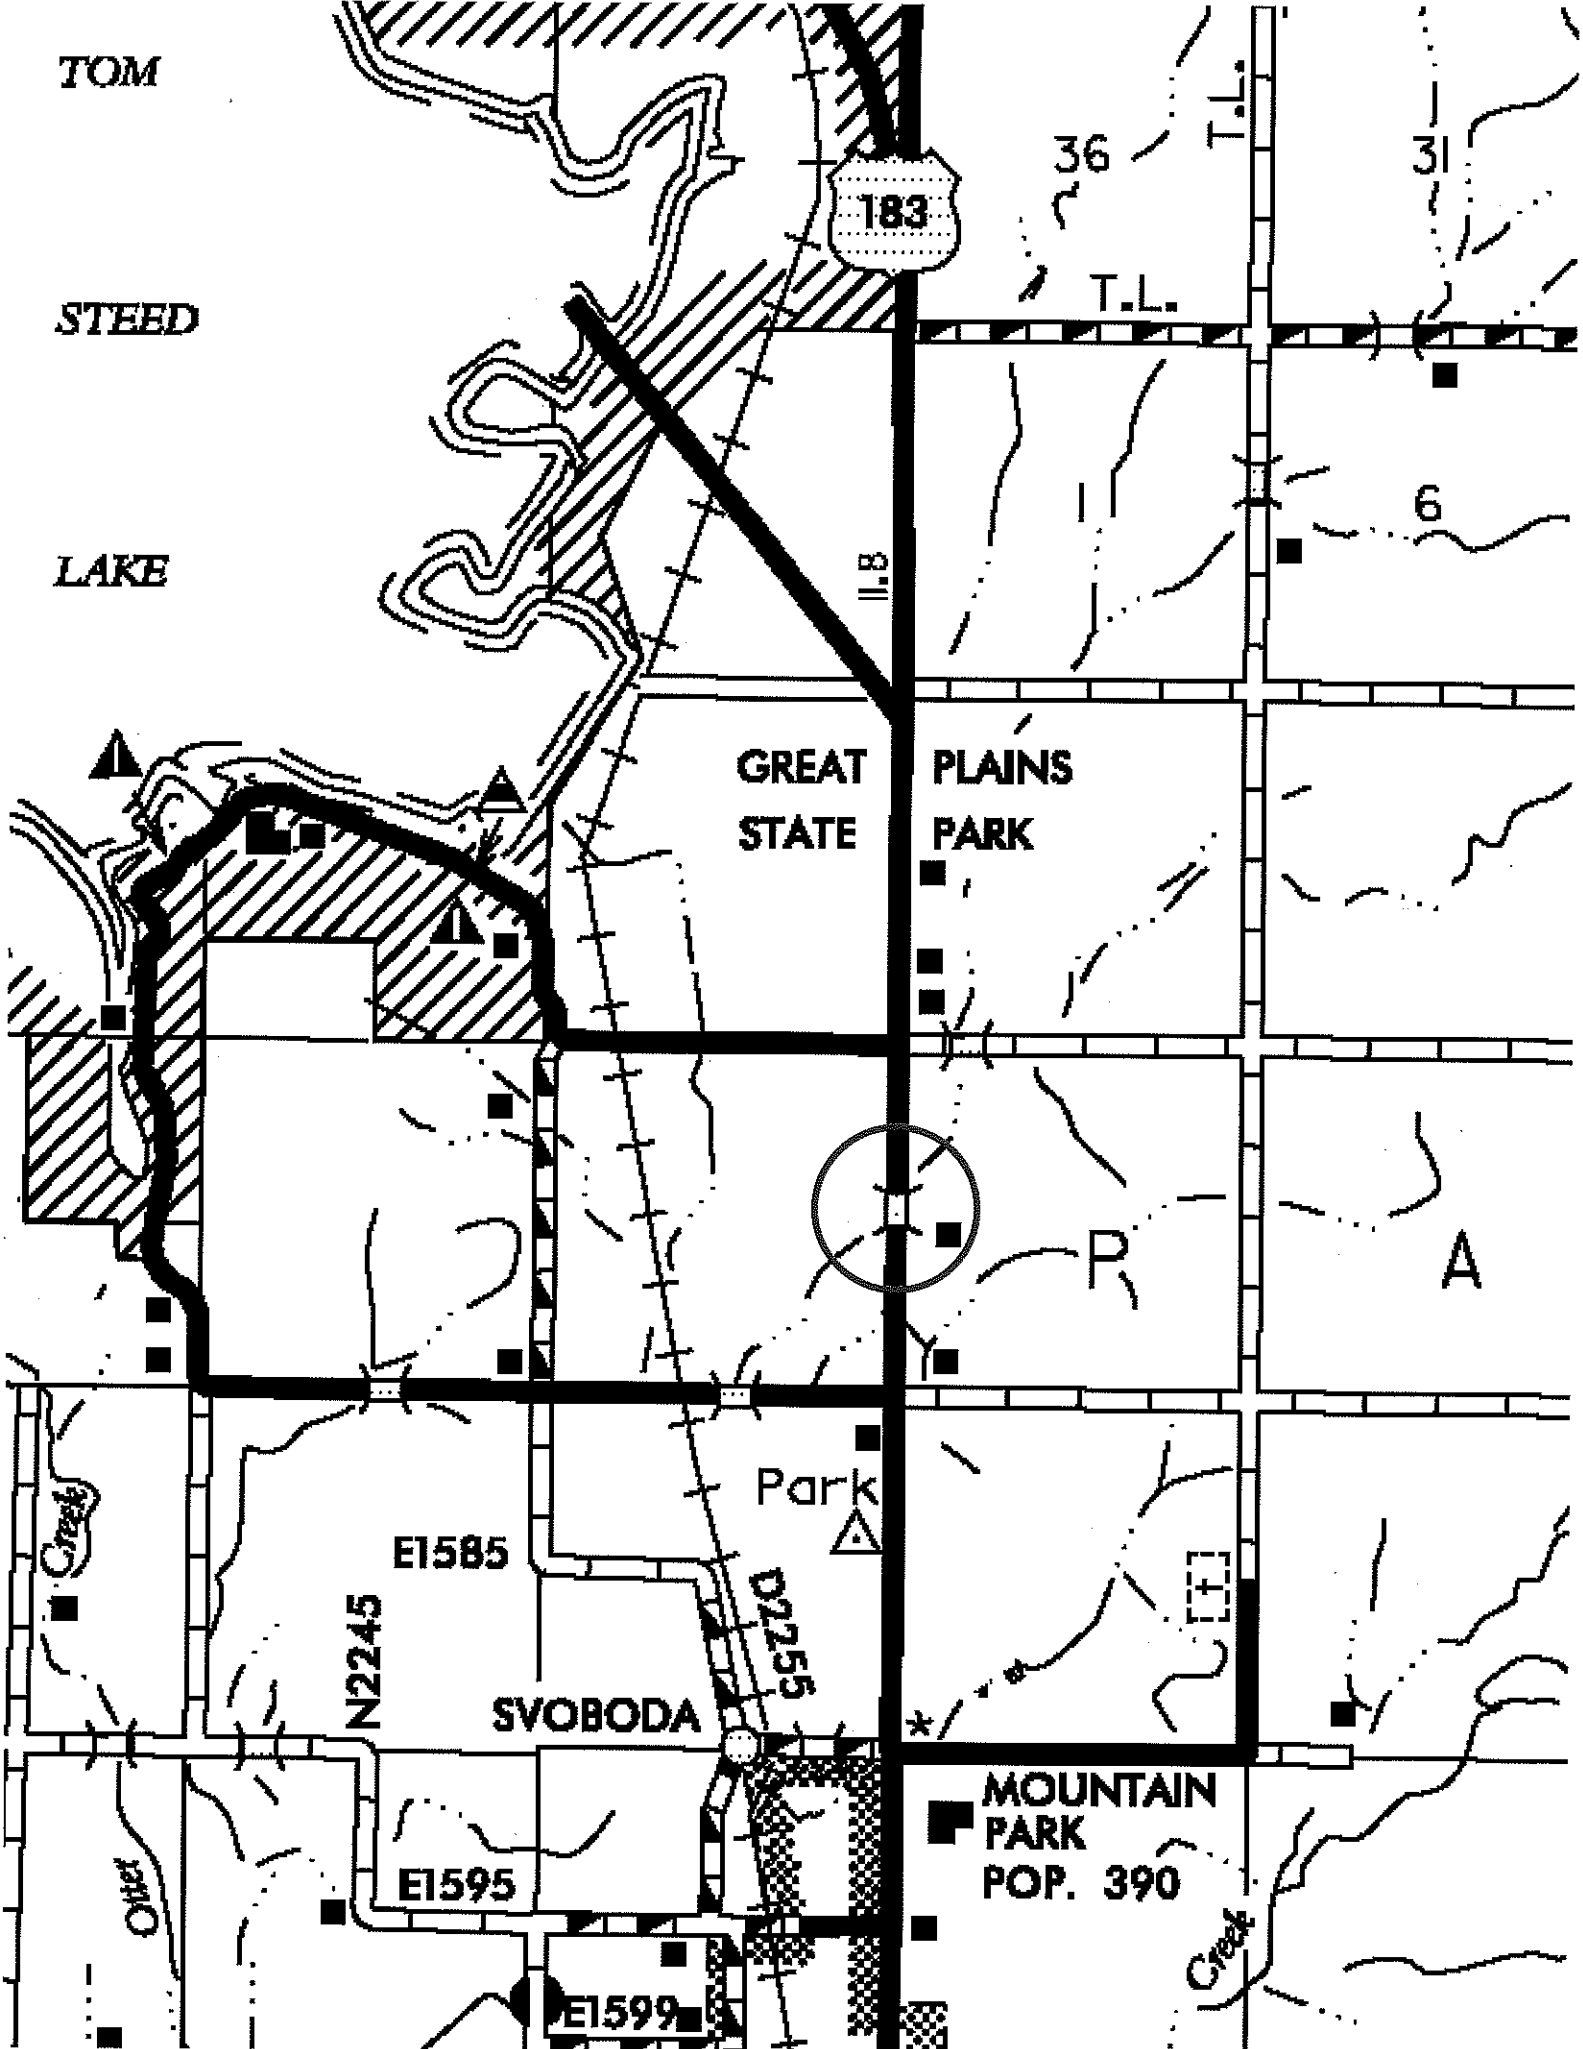 TOM
T.L.
36
31
183
STEED
T.L.
1
6
LAKE
11.8
GREAT PLAINS
STATE PARK
P
A
Park
Creek
E1585
D2255
N2245
SVOBODA
*
MOUNTAIN
PARK
POP. 390
E1595
Otter
Creek
E1599